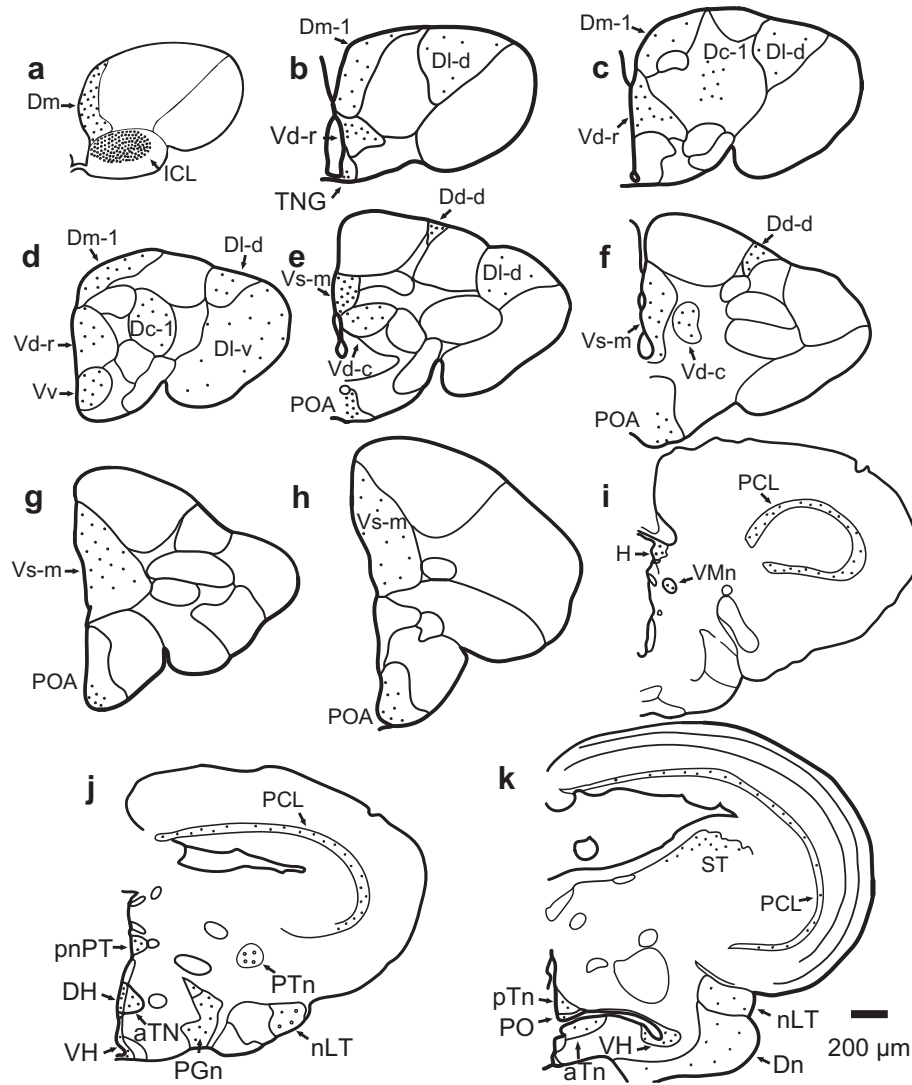 a
Dm
ICL
b
Dm-1
Dl-d
Vd-r
TNG
c
Dm-1
Dc-1
Dl-d
Vd-r
d
Dm-1
Dl-d
Dc-1
Vd-r
Dl-v
Vv
e
Dd-d
Vs-m
Dl-d
Vd-c
POA
f
Dd-d
Vs-m
Vd-c
POA
g
Vs-m
POA
h
Vs-m
POA
i
PCL
H
VMn
j
PCL
pnPT
PTn
DH
aTN
VH
PGn
nLT
k
ST
PCL
pTn
PO
aTn
VH
nLT
Dn
200 µm